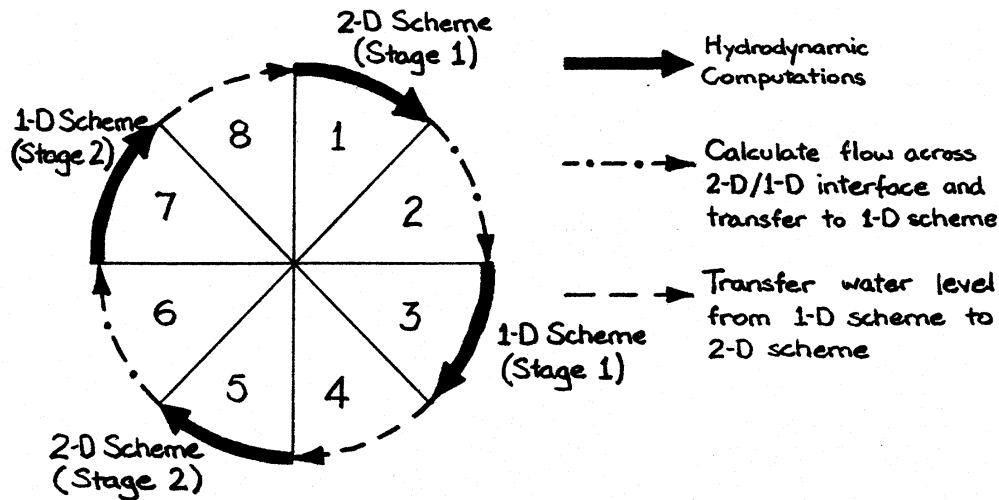 2-D Scheme
(Stage 1)
1-D Scheme
(Stage 2)
8
1
7
2
6
3
5
4
1-D Scheme
(Stage 1)
2-D Scheme
(Stage 2)
Hydrodynamic
Computations
Calculate flow across
2-D/1-D interface and
transfer to 1-D scheme
Transfer water level
from 1-D scheme to
2-D scheme